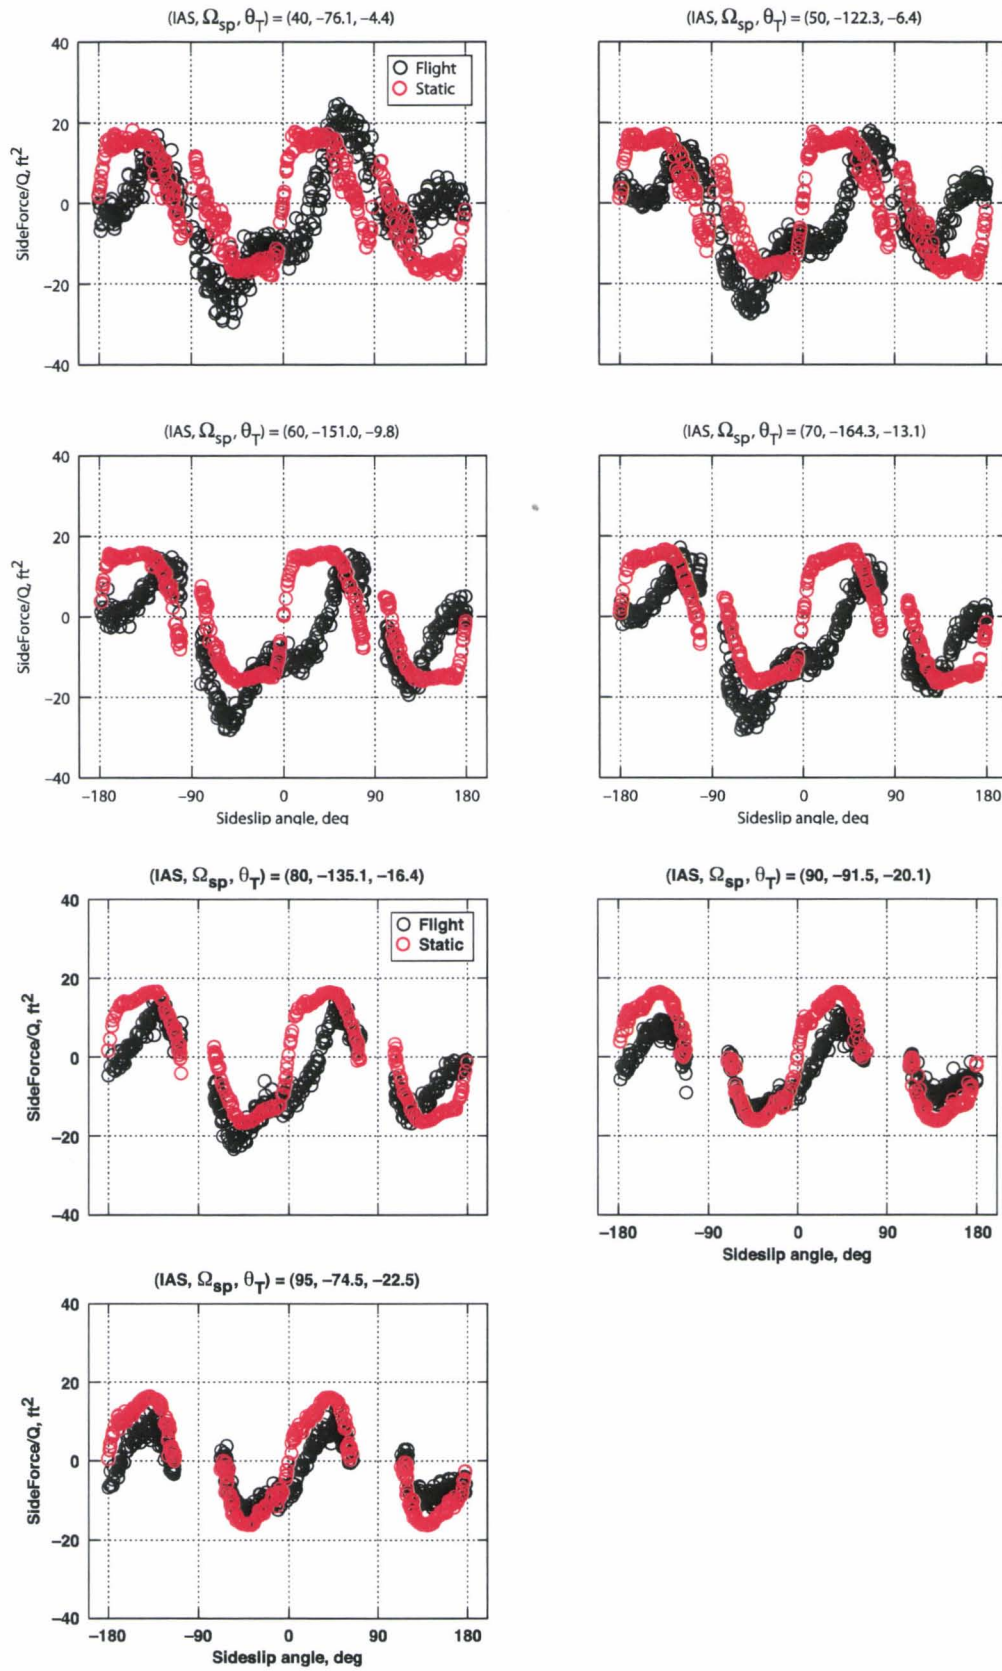 (IAS, Ωsp, θT) = (40, −76.1, −4.4)
40
20
0
−20
−40
SideForce/Q, ft²
Flight
Static
(IAS, Ωsp, θT) = (50, −122.3, −6.4)
(IAS, Ωsp, θT) = (60, −151.0, −9.8)
40
20
0
−20
−40
SideForce/Q, ft²
−180 −90 0 90 180
Sideslip angle, deg
(IAS, Ωsp, θT) = (70, −164.3, −13.1)
−180 −90 0 90 180
Sideslip angle, deg
(IAS, Ωsp, θT) = (80, −135.1, −16.4)
40
20
0
−20
−40
SideForce/Q, ft²
Flight
Static
(IAS, Ωsp, θT) = (90, −91.5, −20.1)
−180 −90 0 90 180
Sideslip angle, deg
(IAS, Ωsp, θT) = (95, −74.5, −22.5)
40
20
0
−20
−40
SideForce/Q, ft²
−180 −90 0 90 180
Sideslip angle, deg